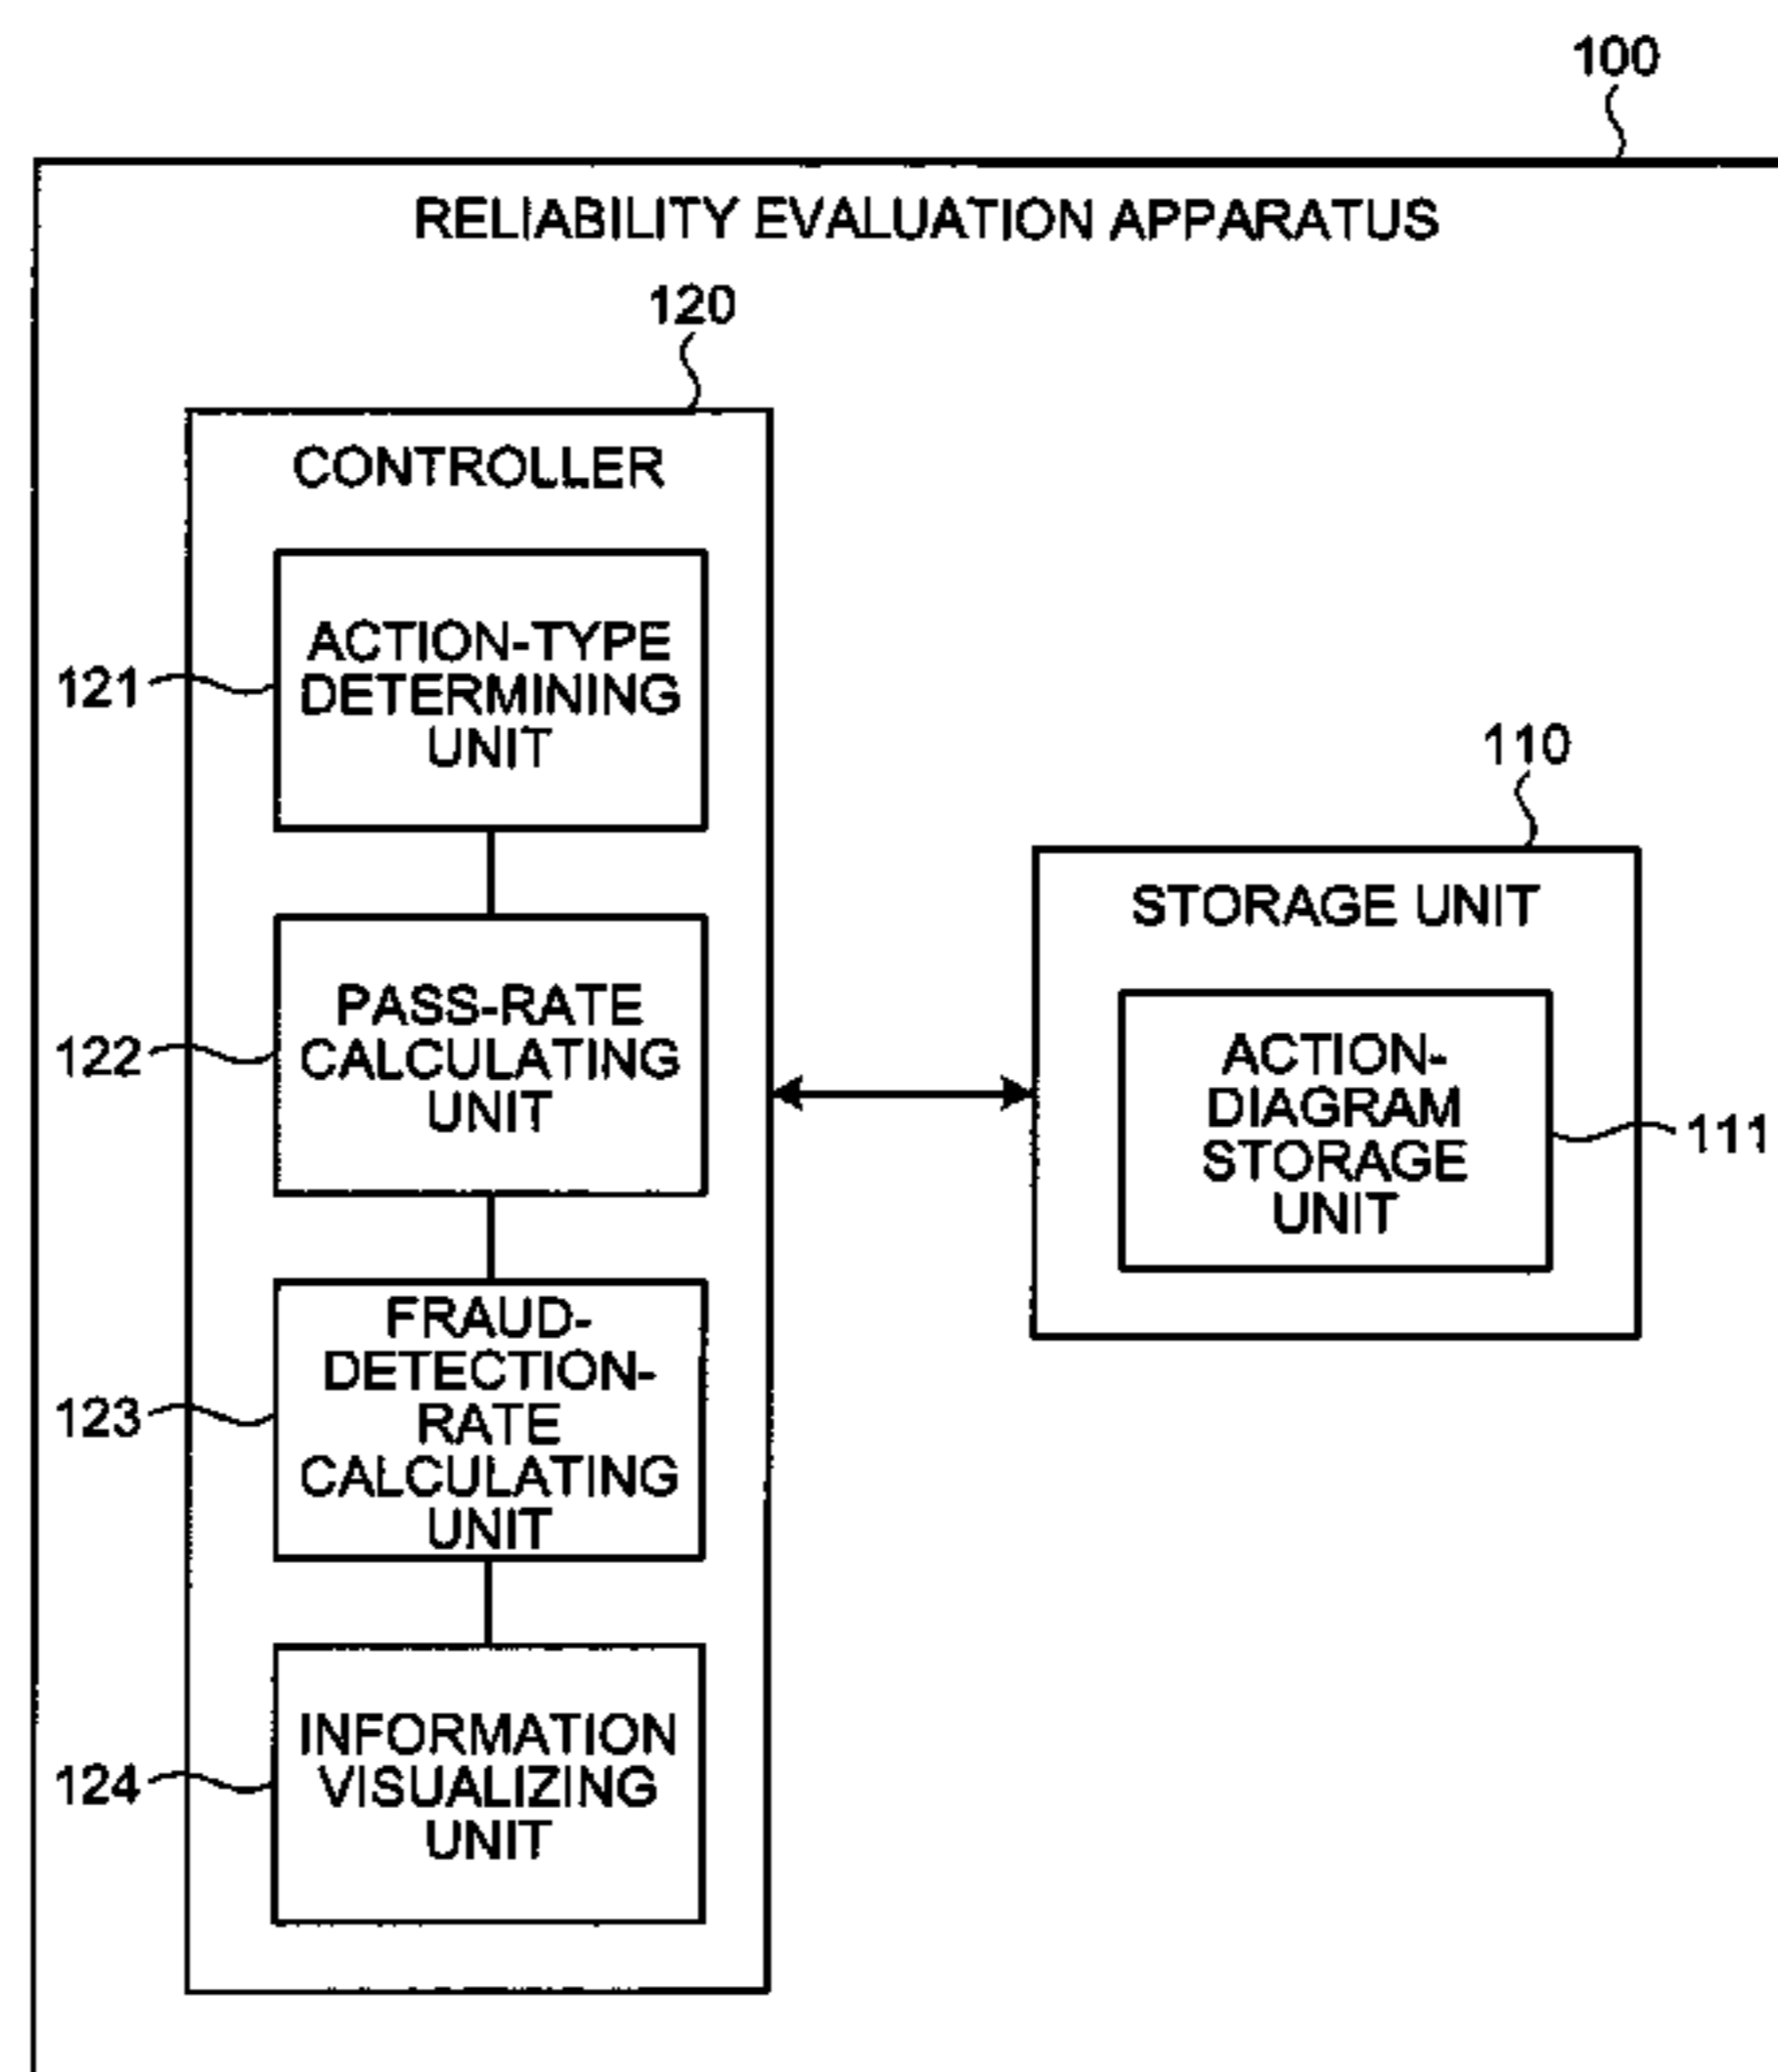 100
RELIABILITY EVALUATION APPARATUS
120
CONTROLLER
ACTION-TYPE
DETERMINING
UNIT
121
110
STORAGE UNIT
PASS-RATE
CALCULATING
UNIT
122
ACTION-
DIAGRAM
STORAGE
UNIT
111
FRAUD-
DETECTION-
RATE
CALCULATING
UNIT
123
INFORMATION
VISUALIZING
UNIT
124